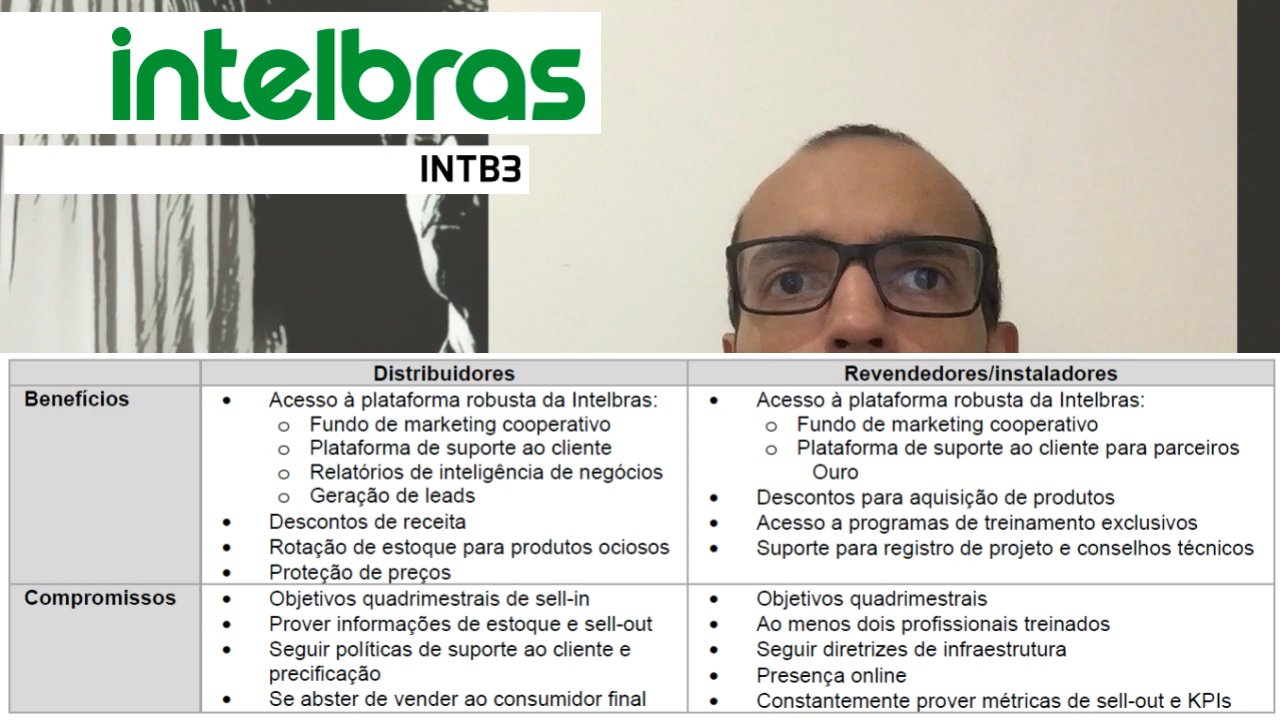 intelbras
INTB3
Distribuidores
Revendedores/instaladores
Benefícios
• Acesso à plataforma robusta da Intelbras:
o Fundo de marketing cooperativo
o Plataforma de suporte ao cliente
o Relatórios de inteligência de negócios
o Geração de leads
• Descontos de receita
• Rotação de estoque para produtos ociosos
• Proteção de preços
• Acesso à plataforma robusta da Intelbras:
o Fundo de marketing cooperativo
o Plataforma de suporte ao cliente para parceiros
Ouro
• Descontos para aquisição de produtos
• Acesso a programas de treinamento exclusivos
• Suporte para registro de projeto e conselhos técnicos
Compromissos
• Objetivos quadrimestrais de sell-in
• Prover informações de estoque e sell-out
• Seguir políticas de suporte ao cliente e
precificação
• Se abster de vender ao consumidor final
• Objetivos quadrimestrais
• Ao menos dois profissionais treinados
• Seguir diretrizes de infraestrutura
• Presença online
• Constantemente prover métricas de sell-out e KPIs